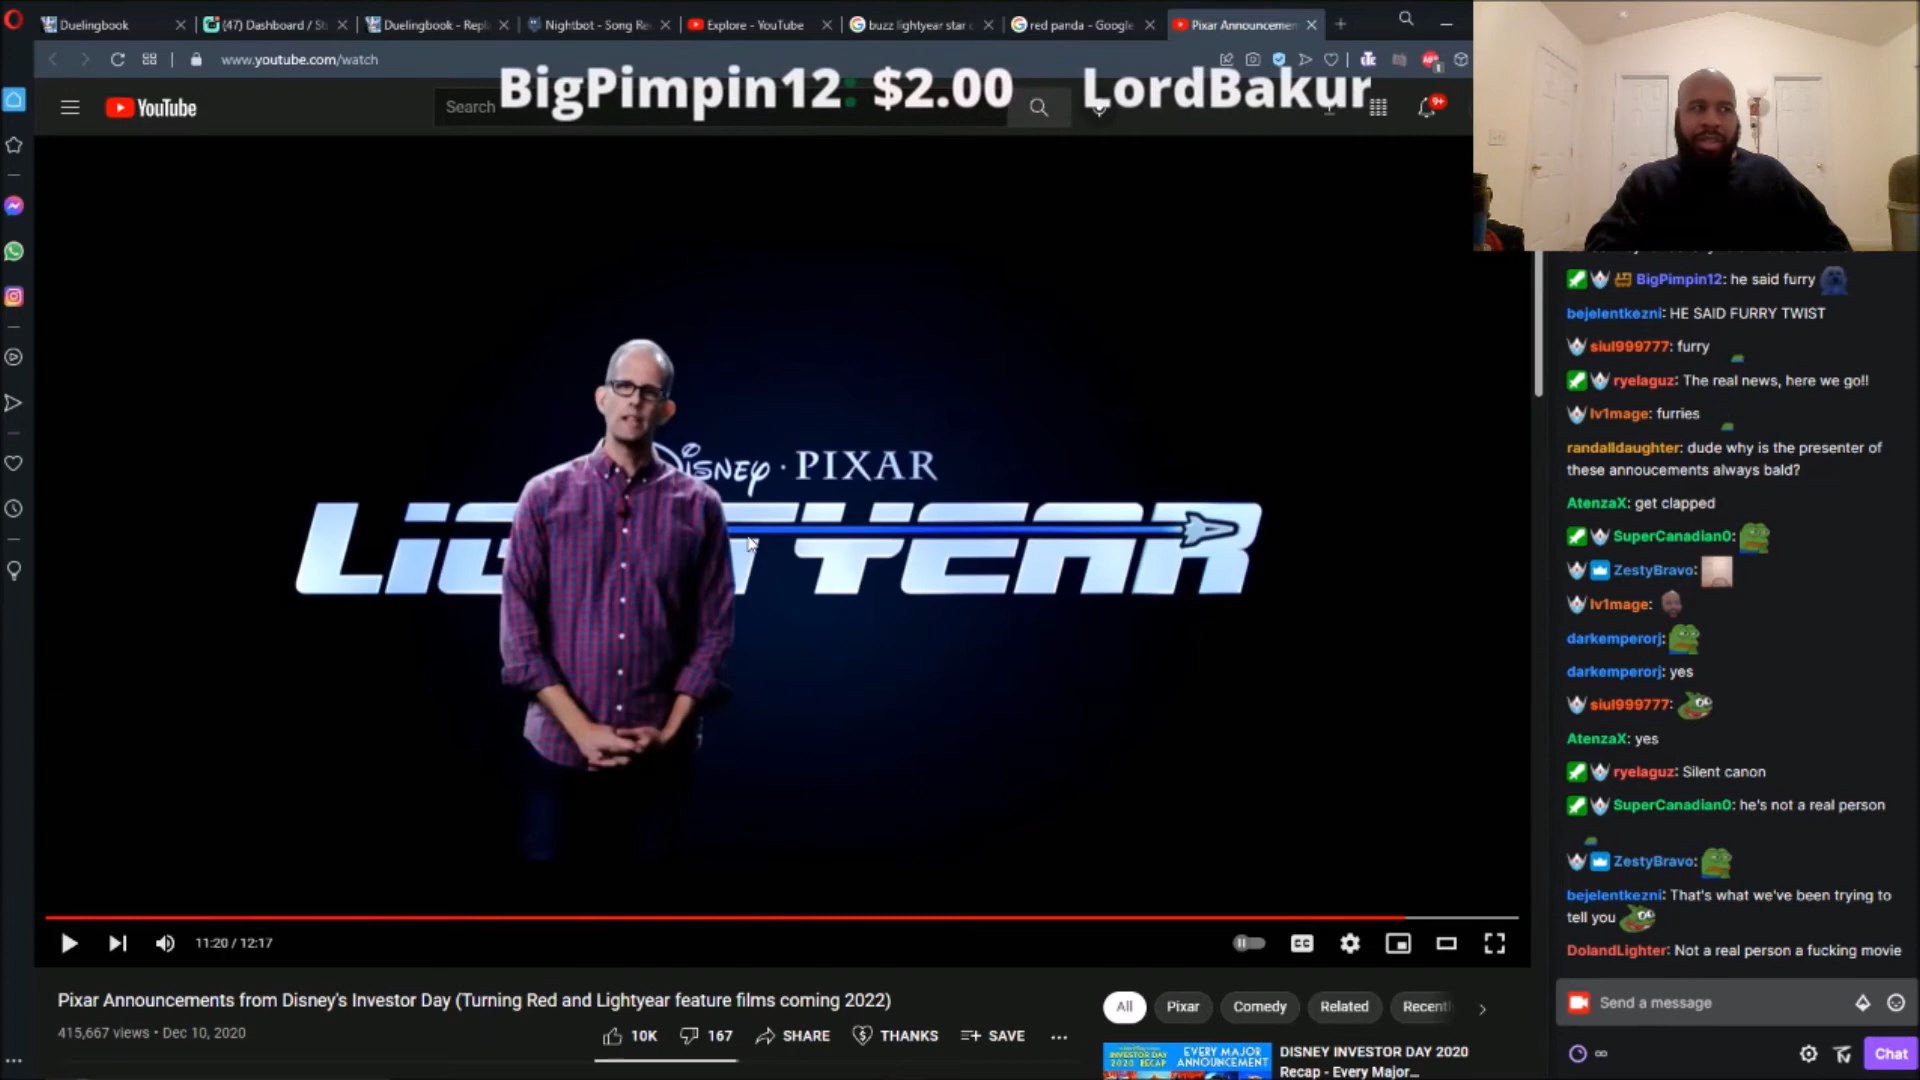 Duelingbook
(47) Dashboard / St
Duelingbook - Repl
Nightbot - Song Re
Explore - YouTube
buzz lightyear star c
red panda - Google
Pixar Announcemen
www.youtube.com/watch
BigPimpin12: $2.00 LordBakur
YouTube
Search
9+
DISNEY · PIXAR
LIGHTYEAR
11:20 / 12:17
CC
Pixar Announcements from Disney's Investor Day (Turning Red and Lightyear feature films coming 2022)
415,667 views • Dec 10, 2020
10K
167
SHARE
THANKS
SAVE
All
Pixar
Comedy
Related
Recent
INVESTOR DAY
2020 RECAP
EVERY MAJOR
ANNOUNCEMENT
DISNEY INVESTOR DAY 2020
Recap - Every Major...
BigPimpin12: he said furry
bejelentkezni: HE SAID FURRY TWIST
siul999777: furry
ryelaguz: The real news, here we go!!
lv1mage: furries
randalldaughter: dude why is the presenter of
these annoucements always bald?
AtenzaX: get clapped
SuperCanadian0:
ZestyBravo:
lv1mage:
darkemperorj:
darkemperorj: yes
siul999777:
AtenzaX: yes
ryelaguz: Silent canon
SuperCanadian0: he's not a real person
ZestyBravo:
bejelentkezni: That's what we've been trying to
tell you
DolandLighter: Not a real person a fucking movie
Send a message
Chat